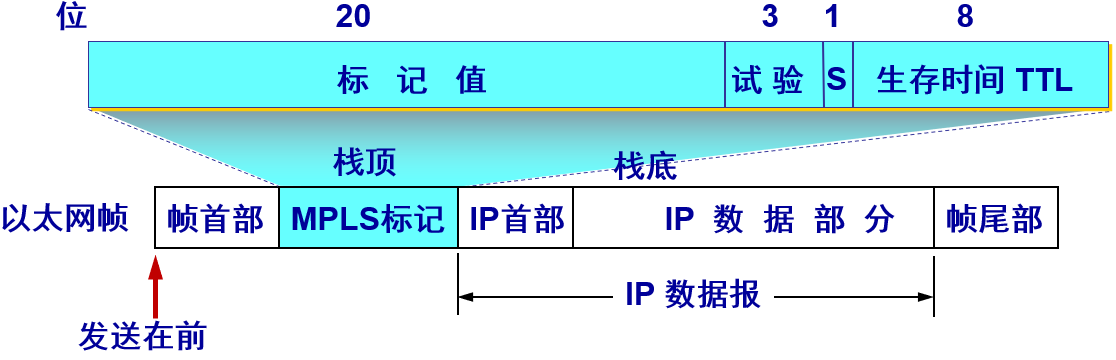 位 20 3 1 8
标 记 值 试 验 S 生存时间 TTL
栈顶 栈底
以太网帧 帧首部 MPLS标记 IP首部 IP 数 据 部 分 帧尾部
IP 数据报
发送在前